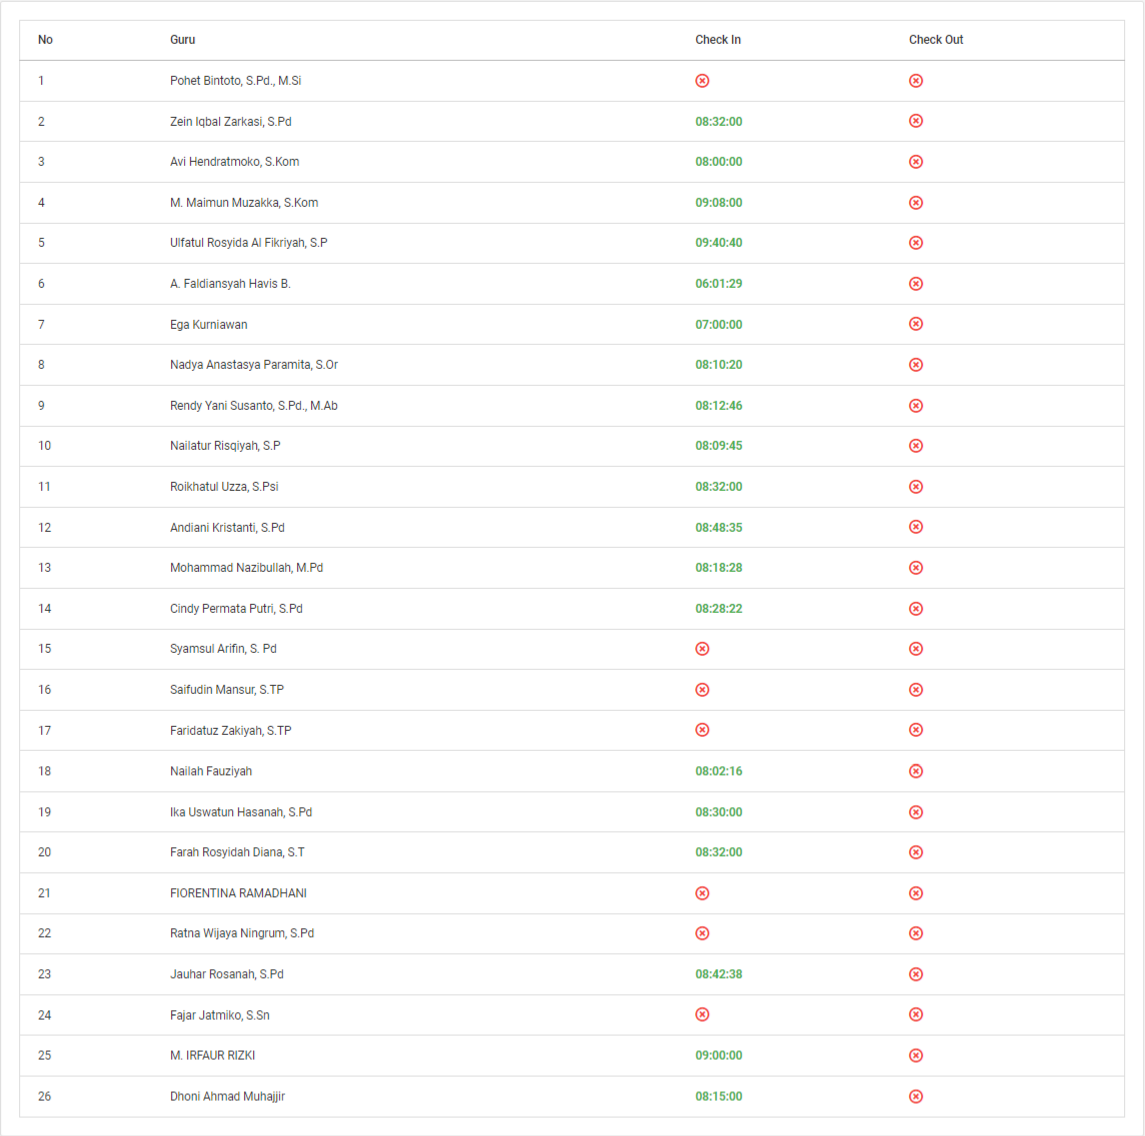 No Guru Check In Check Out
1 Pohet Bintoto, S.Pd., M.Si
2 Zein Iqbal Zarkasi, S.Pd 08:32:00
3 Avi Hendratmoko, S.Kom 08:00:00
4 M. Maimun Muzakka, S.Kom 09:08:00
5 Ulfatul Rosyida Al Fikriyah, S.P 09:40:40
6 A. Faldiansyah Havis B. 06:01:29
7 Ega Kurniawan 07:00:00
8 Nadya Anastasya Paramita, S.Or 08:10:20
9 Rendy Yani Susanto, S.Pd., M.Ab 08:12:46
10 Nailatur Risqiyah, S.P 08:09:45
11 Roikhatul Uzza, S.Psi 08:32:00
12 Andiani Kristanti, S.Pd 08:48:35
13 Mohammad Nazibullah, M.Pd 08:18:28
14 Cindy Permata Putri, S.Pd 08:28:22
15 Syamsul Arifin, S. Pd
16 Saifudin Mansur, S.TP
17 Faridatuz Zakiyah, S.TP
18 Nailah Fauziyah 08:02:16
19 Ika Uswatun Hasanah, S.Pd 08:30:00
20 Farah Rosyidah Diana, S.T 08:32:00
21 FIORENTINA RAMADHANI
22 Ratna Wijaya Ningrum, S.Pd
23 Jauhar Rosanah, S.Pd 08:42:38
24 Fajar Jatmiko, S.Sn
25 M. IRFAUR RIZKI 09:00:00
26 Dhoni Ahmad Muhajjir 08:15:00